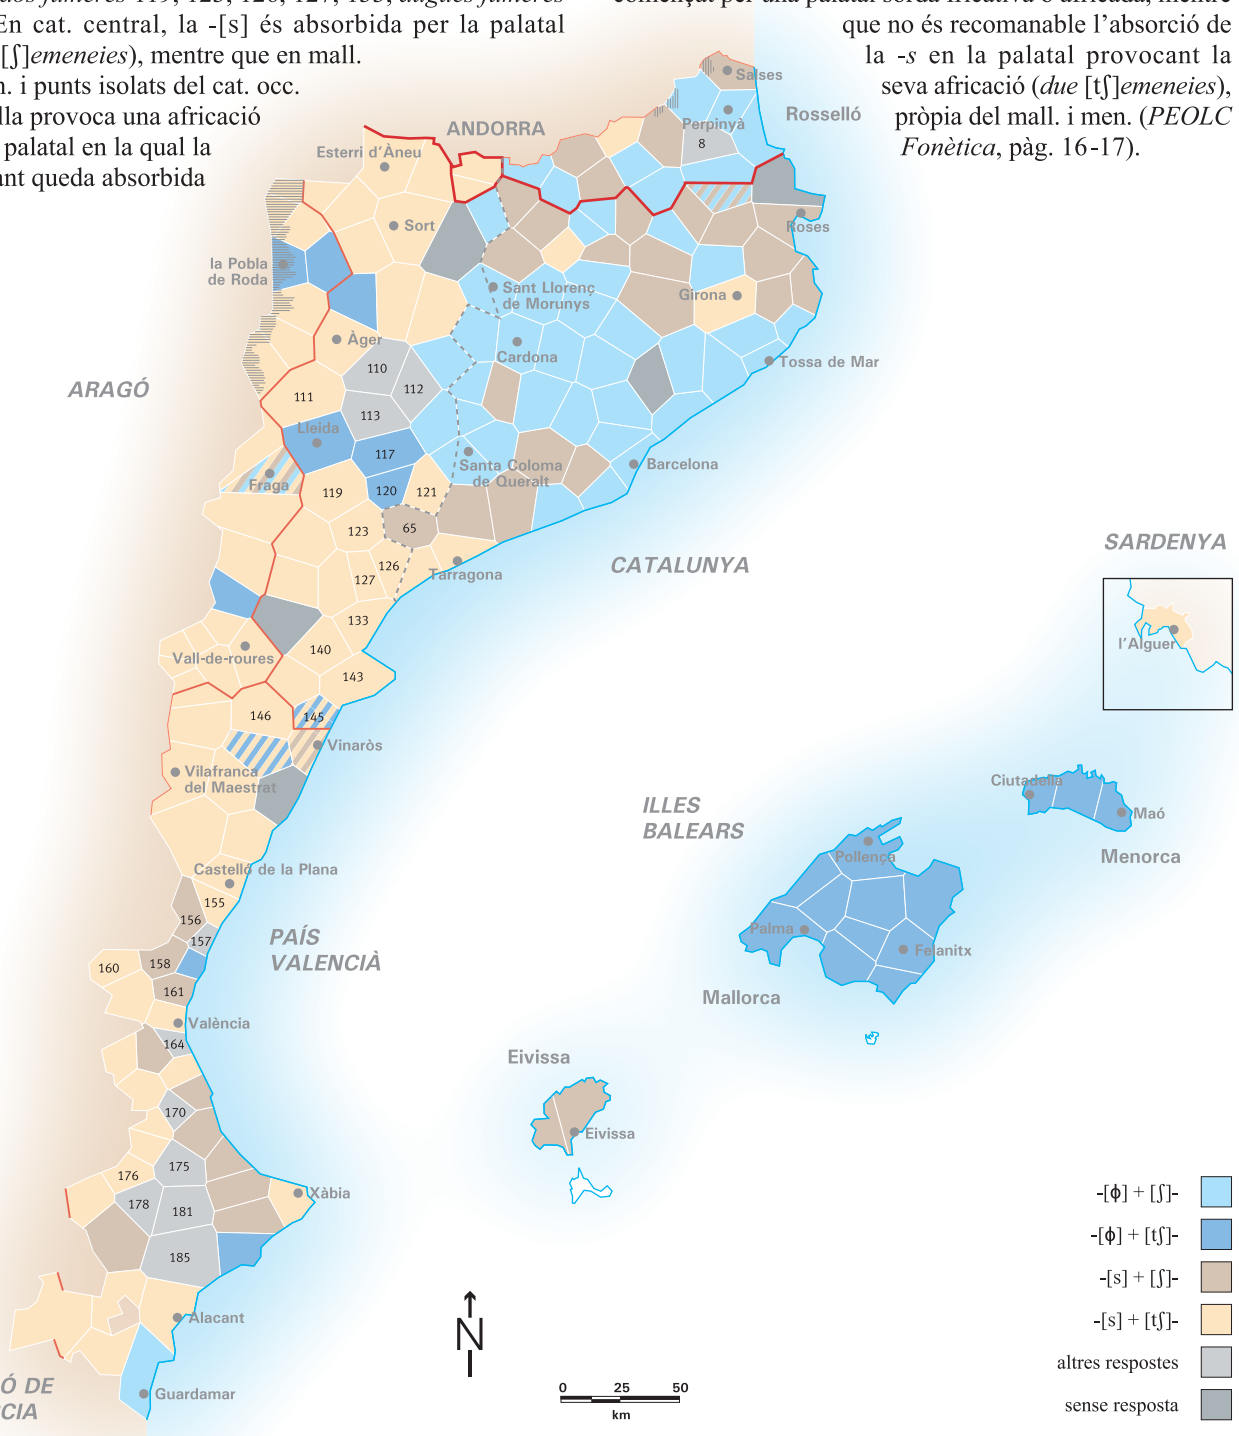 En cat. central, la -[s] és absorbida per la palatal
[ʃ]emeneies), mentre que en mall.
i punts isolats del cat. occ.
provoca una africació
palatal en la qual la
queda absorbida
que no és recomanable l’absorció de
la -s en la palatal provocant la
seva africació (due [tʃ]emeneies),
pròpia del mall. i men. (PEOLC
Fonètica, pàg. 16-17).
Salses
Rosselló
Perpinyà
8
ANDORRA
Esterri d’Àneu
Sort
Roses
la Pobla
de Roda
Sant Llorenç
de Morunys
Girona
Àger
Cardona
Tossa de Mar
110
112
ARAGÓ
111
113
Lleida
117
Santa Coloma
de Queralt
Barcelona
Fraga
119
120
121
123
65
126
127
Tarragona
CATALUNYA
SARDENYA
l’Alguer
133
140
Vall-de-roures
143
146
145
Vinaròs
Vilafranca
del Maestrat
ILLES
BALEARS
Ciutadella
Maó
Menorca
Pollença
Palma
Felanitx
Mallorca
Castelló de la Plana
155
156
157
PAÍS
VALENCIÀ
158
160
161
València
164
Eivissa
Eivissa
170
175
176
178
181
Xàbia
185
Alacant
Guardamar
Ó DE
CIA
N
0 25 50
km
-[ɸ] + [ʃ]-
-[ɸ] + [tʃ]-
-[s] + [ʃ]-
-[s] + [tʃ]-
altres respostes
sense resposta